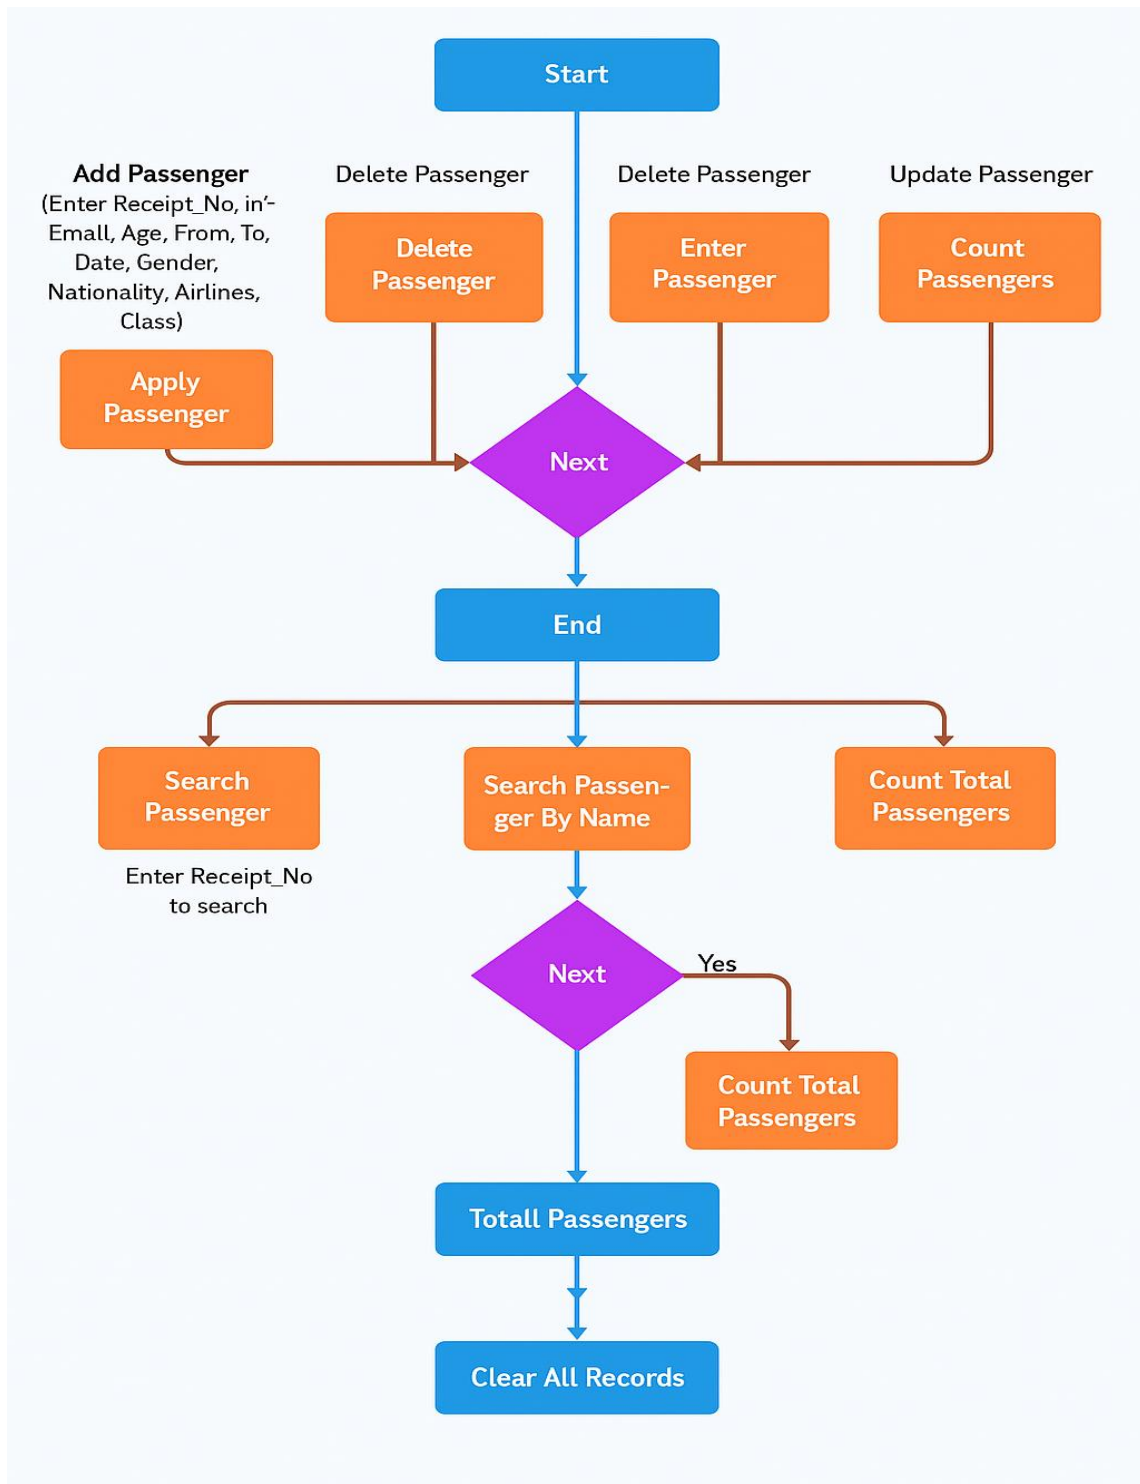 Start
Add Passenger
(Enter Receipt_No, in'-
Emall, Age, From, To,
Date, Gender,
Nationality, Airlines,
Class)
Apply
Passenger
Delete Passenger
Delete
Passenger
Delete Passenger
Enter
Passenger
Update Passenger
Count
Passengers
Next
End
Search
Passenger
Enter Receipt_No
to search
Search Passen-
ger By Name
Count Total
Passengers
Next
Yes
Count Total
Passengers
Totall Passengers
Clear All Records